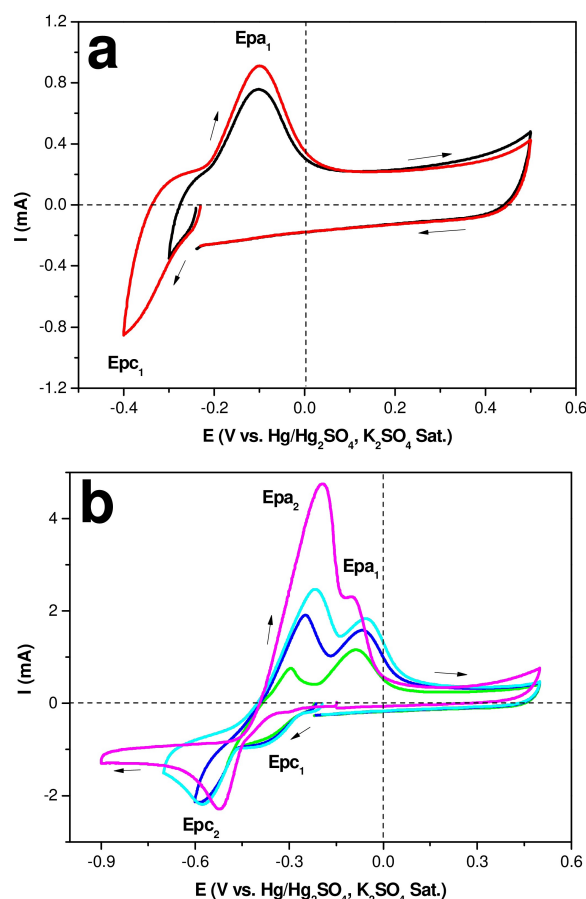 a
Epa₁
Epc₁
I (mA)
1.2
0.8
0.4
0.0
-0.4
-0.8
-1.2
-0.4 -0.2 0.0 0.2 0.4 0.6
E (V vs. Hg/Hg₂SO₄, K₂SO₄ Sat.)
b
Epa₂
Epa₁
Epc₁
Epc₂
I (mA)
4
2
0
-2
-0.9 -0.6 -0.3 0.0 0.3 0.6
E (V vs. Hg/Hg₂SO₄, K₂SO₄ Sat.)